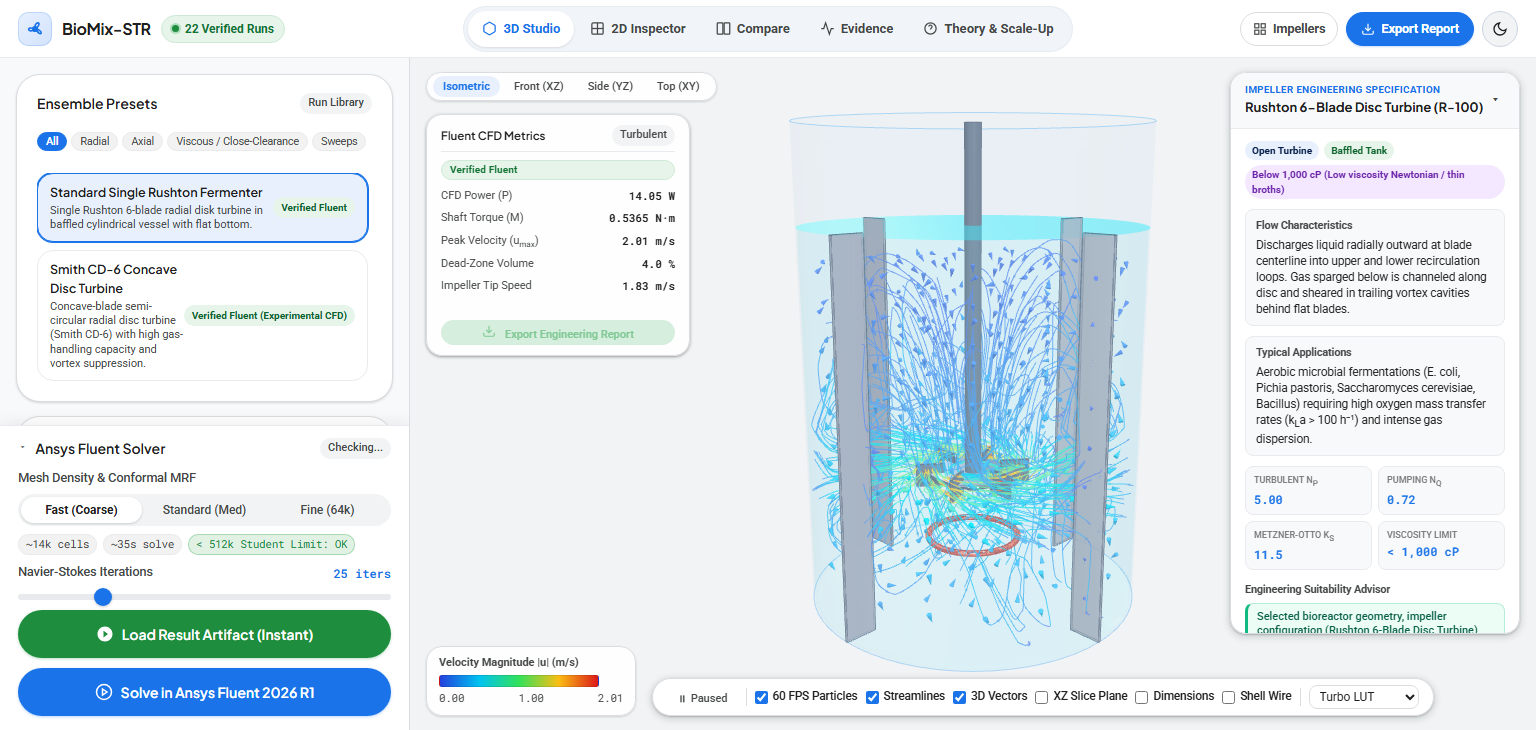 BioMix-STR
22 Verified Runs
3D Studio
2D Inspector
Compare
Evidence
Theory & Scale-Up
Impellers
Export Report
Ensemble Presets
Run Library
All
Radial
Axial
Viscous / Close-Clearance
Sweeps
Standard Single Rushton Fermenter
Single Rushton 6-blade radial disk turbine in
baffled cylindrical vessel with flat bottom.
Verified Fluent
Smith CD-6 Concave
Disc Turbine
Concave-blade semi-
circular radial disc turbine
(Smith CD-6) with high gas-
handling capacity and
vortex suppression.
Verified Fluent (Experimental CFD)
Ansys Fluent Solver
Checking...
Mesh Density & Conformal MRF
Fast (Coarse)
Standard (Med)
Fine (64k)
~14k cells
~35s solve
< 512k Student Limit: OK
Navier-Stokes Iterations
25 iters
Load Result Artifact (Instant)
Solve in Ansys Fluent 2026 R1
Isometric
Front (XZ)
Side (YZ)
Top (XY)
Fluent CFD Metrics
Turbulent
Verified Fluent
CFD Power (P)
14.05 W
Shaft Torque (M)
0.5365 N·m
Peak Velocity (umax)
2.01 m/s
Dead-Zone Volume
4.0 %
Impeller Tip Speed
1.83 m/s
Export Engineering Report
Velocity Magnitude |u| (m/s)
0.00
1.00
2.01
Paused
60 FPS Particles
Streamlines
3D Vectors
XZ Slice Plane
Dimensions
Shell Wire
Turbo LUT
IMPELLER ENGINEERING SPECIFICATION
Rushton 6-Blade Disc Turbine (R-100)
Open Turbine
Baffled Tank
Below 1,000 cP (Low viscosity Newtonian / thin
broths)
Flow Characteristics
Discharges liquid radially outward at blade
centerline into upper and lower recirculation
loops. Gas sparged below is channeled along
disc and sheared in trailing vortex cavities
behind flat blades.
Typical Applications
Aerobic microbial fermentations (E. coli,
Pichia pastoris, Saccharomyces cerevisiae,
Bacillus) requiring high oxygen mass transfer
rates (kLa > 100 h⁻¹) and intense gas
dispersion.
TURBULENT NP
5.00
PUMPING NQ
0.72
METZNER-OTTO KS
11.5
VISCOSITY LIMIT
< 1,000 cP
Engineering Suitability Advisor
Selected bioreactor geometry, impeller
configuration (Rushton 6-Blade Disc Turbine)